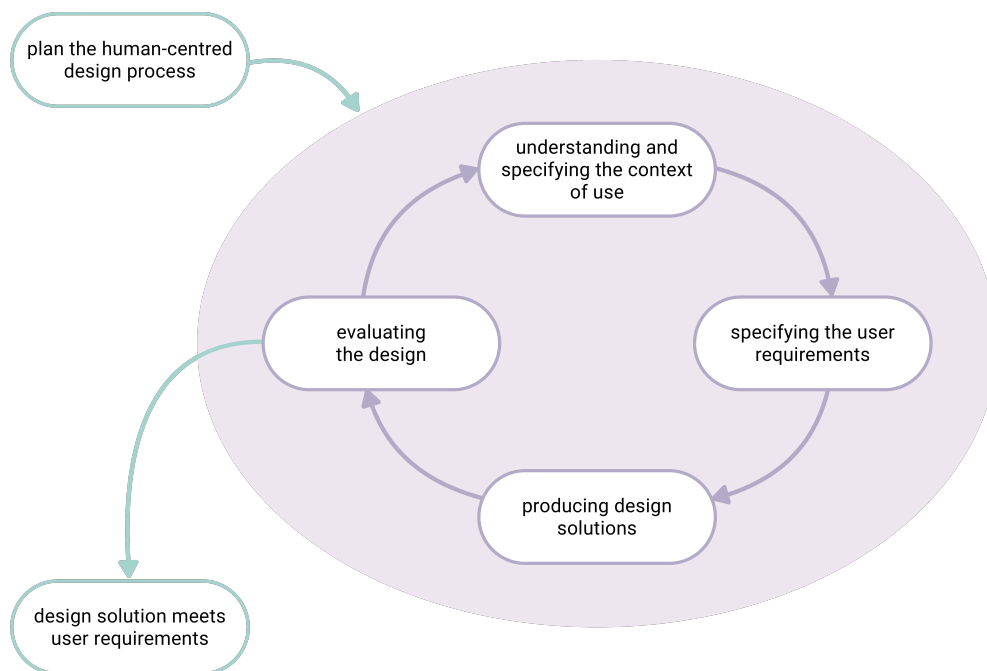 plan the human-centred
design process
understanding and
specifying the context
of use
evaluating
the design
specifying the user
requirements
producing design
solutions
design solution meets
user requirements